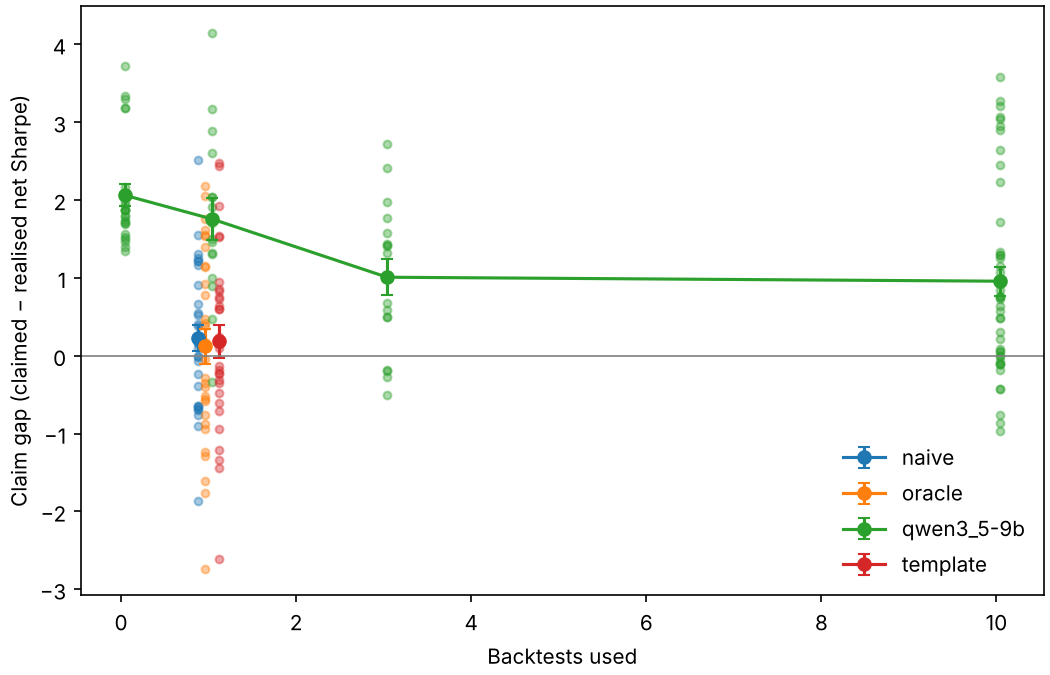 Claim gap (claimed − realised net Sharpe)
4
3
2
1
0
−1
−2
−3
0
2
4
6
8
10
Backtests used
naive
oracle
qwen3_5-9b
template